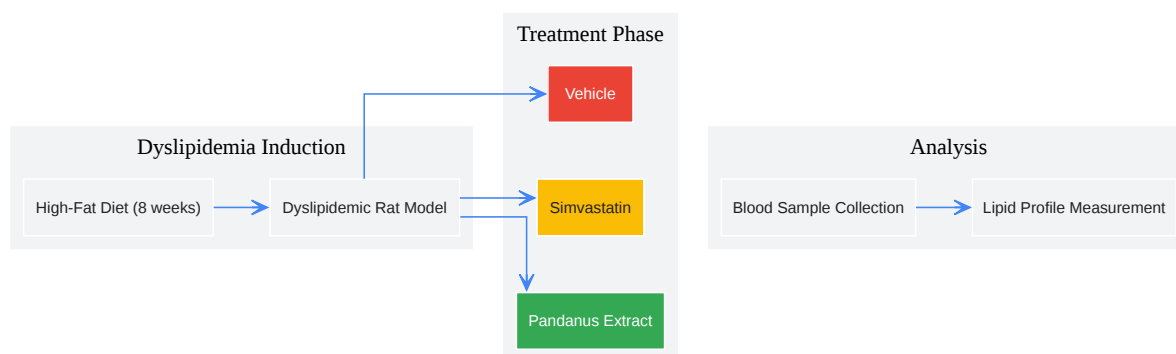 Treatment Phase
Vehicle
Dyslipidemia Induction
Analysis
High-Fat Diet (8 weeks)
Dyslipidemic Rat Model
Simvastatin
Blood Sample Collection
Lipid Profile Measurement
Pandanus Extract